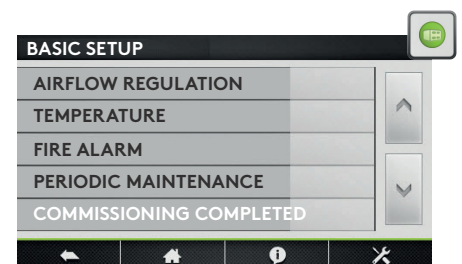 BASIC SETUP
AIRFLOW REGULATION
TEMPERATURE
FIRE ALARM
PERIODIC MAINTENANCE
COMMISSIONING COMPLETED